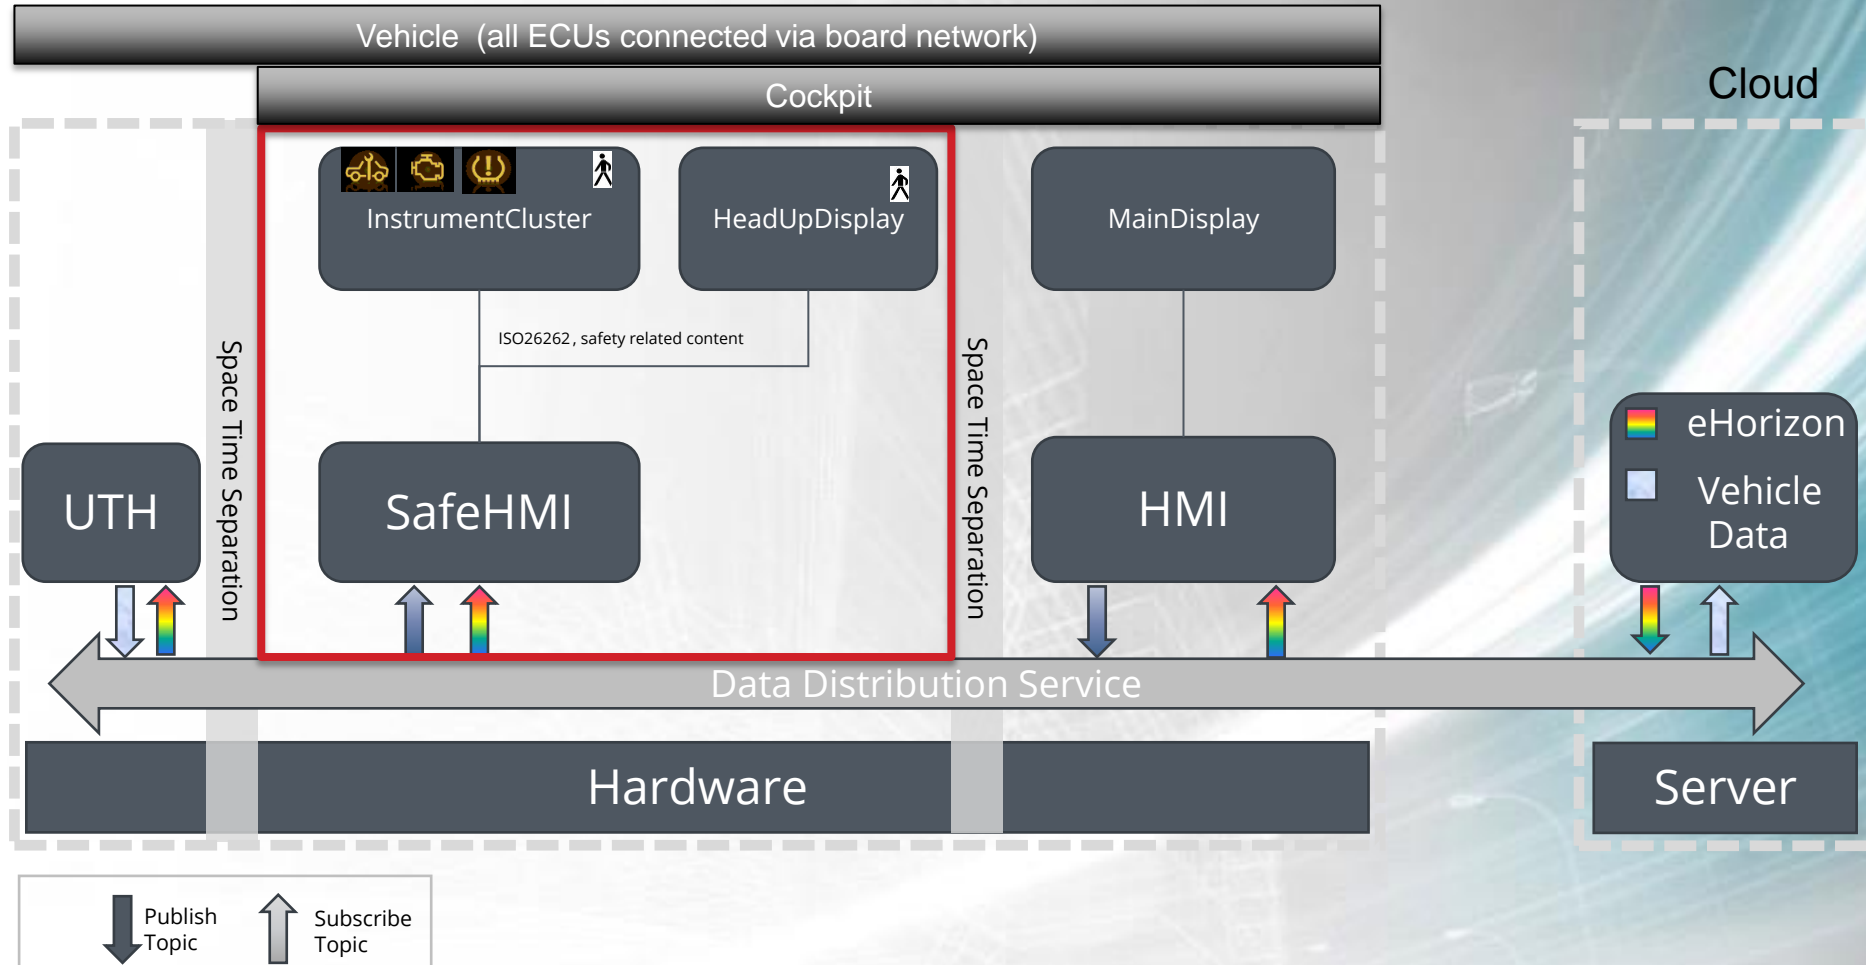 Vehicle (all ECUs connected via board network)
Cockpit
Cloud
InstrumentCluster
HeadUpDisplay
MainDisplay
ISO26262, safety related content
Space Time Separation
Space Time Separation
UTH
SafeHMI
HMI
eHorizon
Vehicle
Data
Data Distribution Service
Hardware
Server
Publish
Topic
Subscribe
Topic